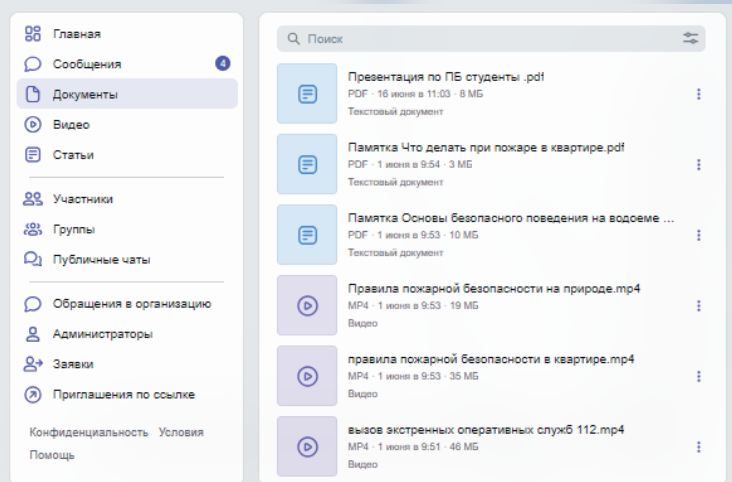 Главная
Сообщения 4
Документы
Видео
Статьи
Участники
Группы
Публичные чаты
Обращения в организацию
Администраторы
Заявки
Приглашения по ссылке
Конфиденциальность Условия
Помощь
Поиск
Презентация по ПБ студенты .pdf
PDF · 16 июня в 11:03 · 8 МБ
Текстовый документ
Памятка Что делать при пожаре в квартире.pdf
PDF · 1 июня в 9:54 · 3 МБ
Текстовый документ
Памятка Основы безопасного поведения на водоеме ...
PDF · 1 июня в 9:53 · 10 МБ
Текстовый документ
Правила пожарной безопасности на природе.mp4
MP4 · 1 июня в 9:53 · 19 МБ
Видео
правила пожарной безопасности в квартире.mp4
MP4 · 1 июня в 9:53 · 35 МБ
Видео
вызов экстренных оперативных служб 112.mp4
MP4 · 1 июня в 9:51 · 46 МБ
Видео